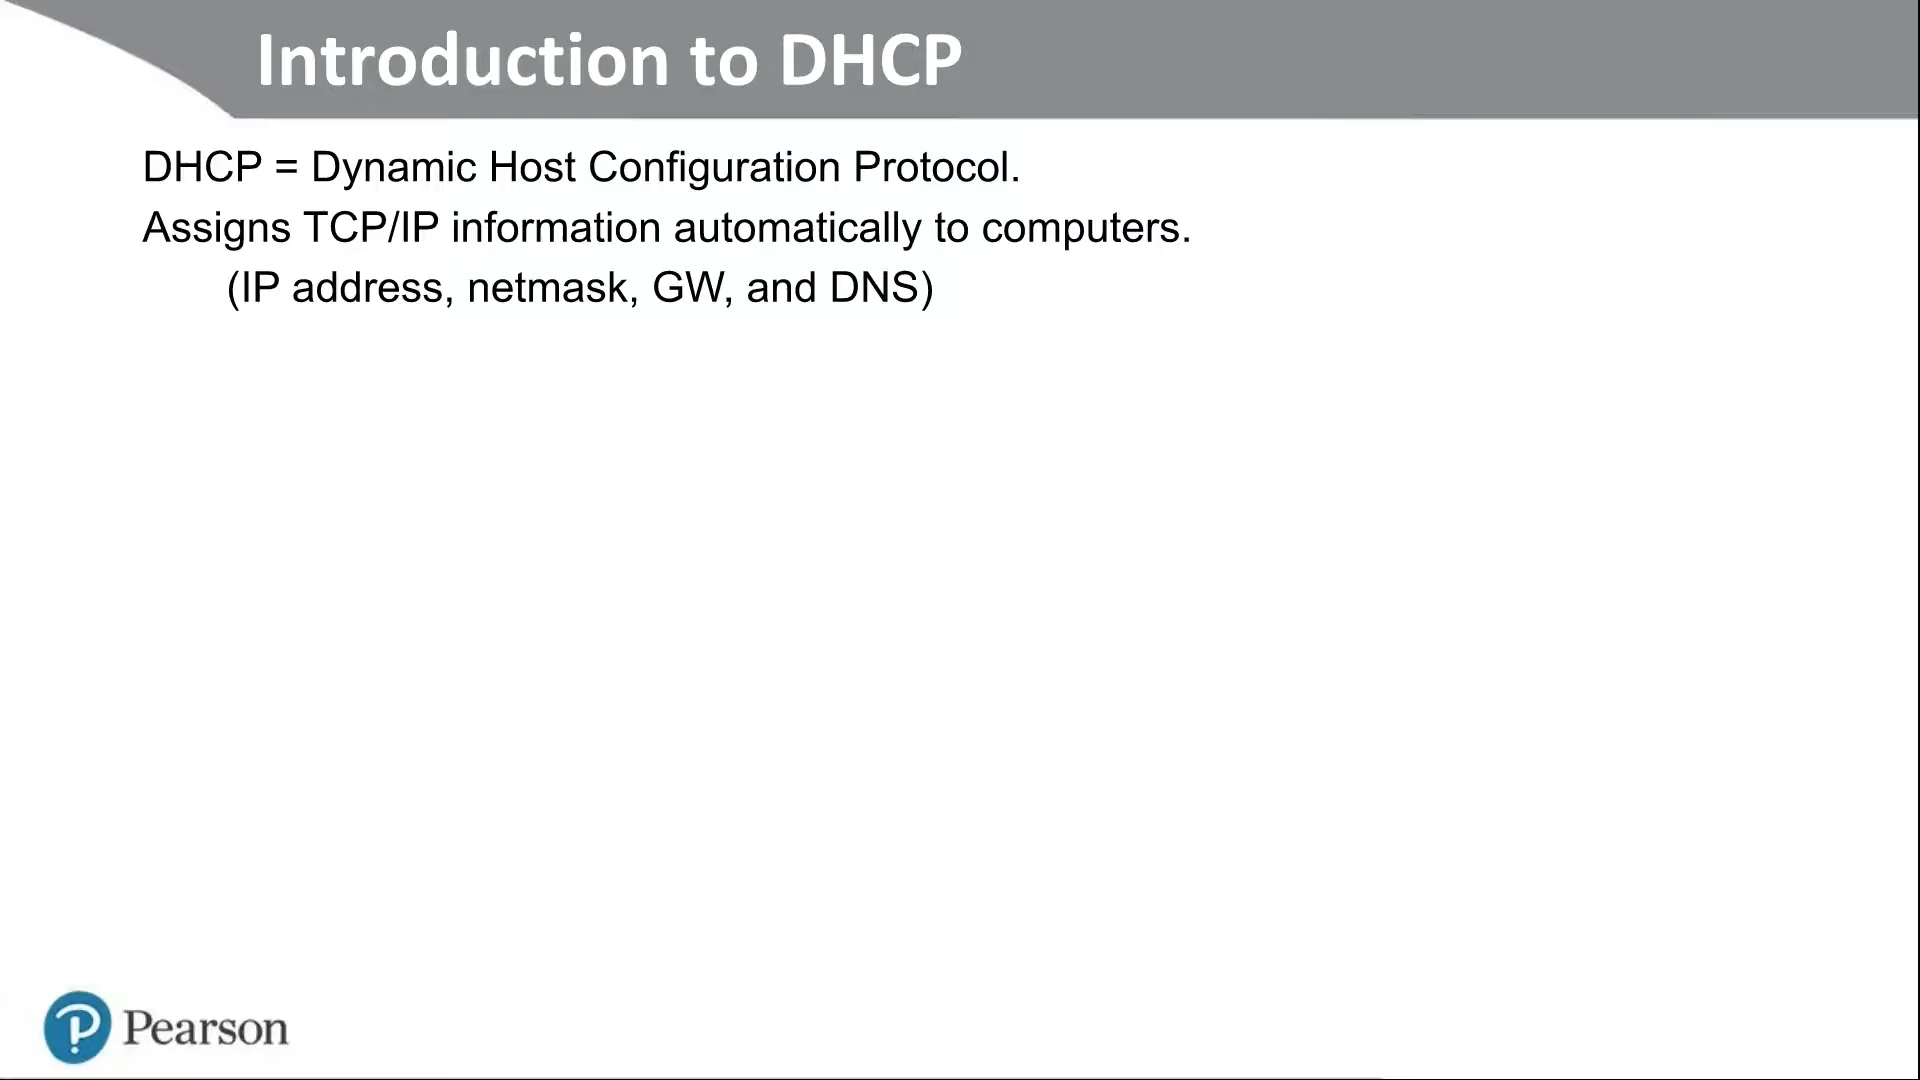 Introduction to DHCP
DHCP = Dynamic Host Configuration Protocol.
Assigns TCP/IP information automatically to computers.
(IP address, netmask, GW, and DNS)
Pearson